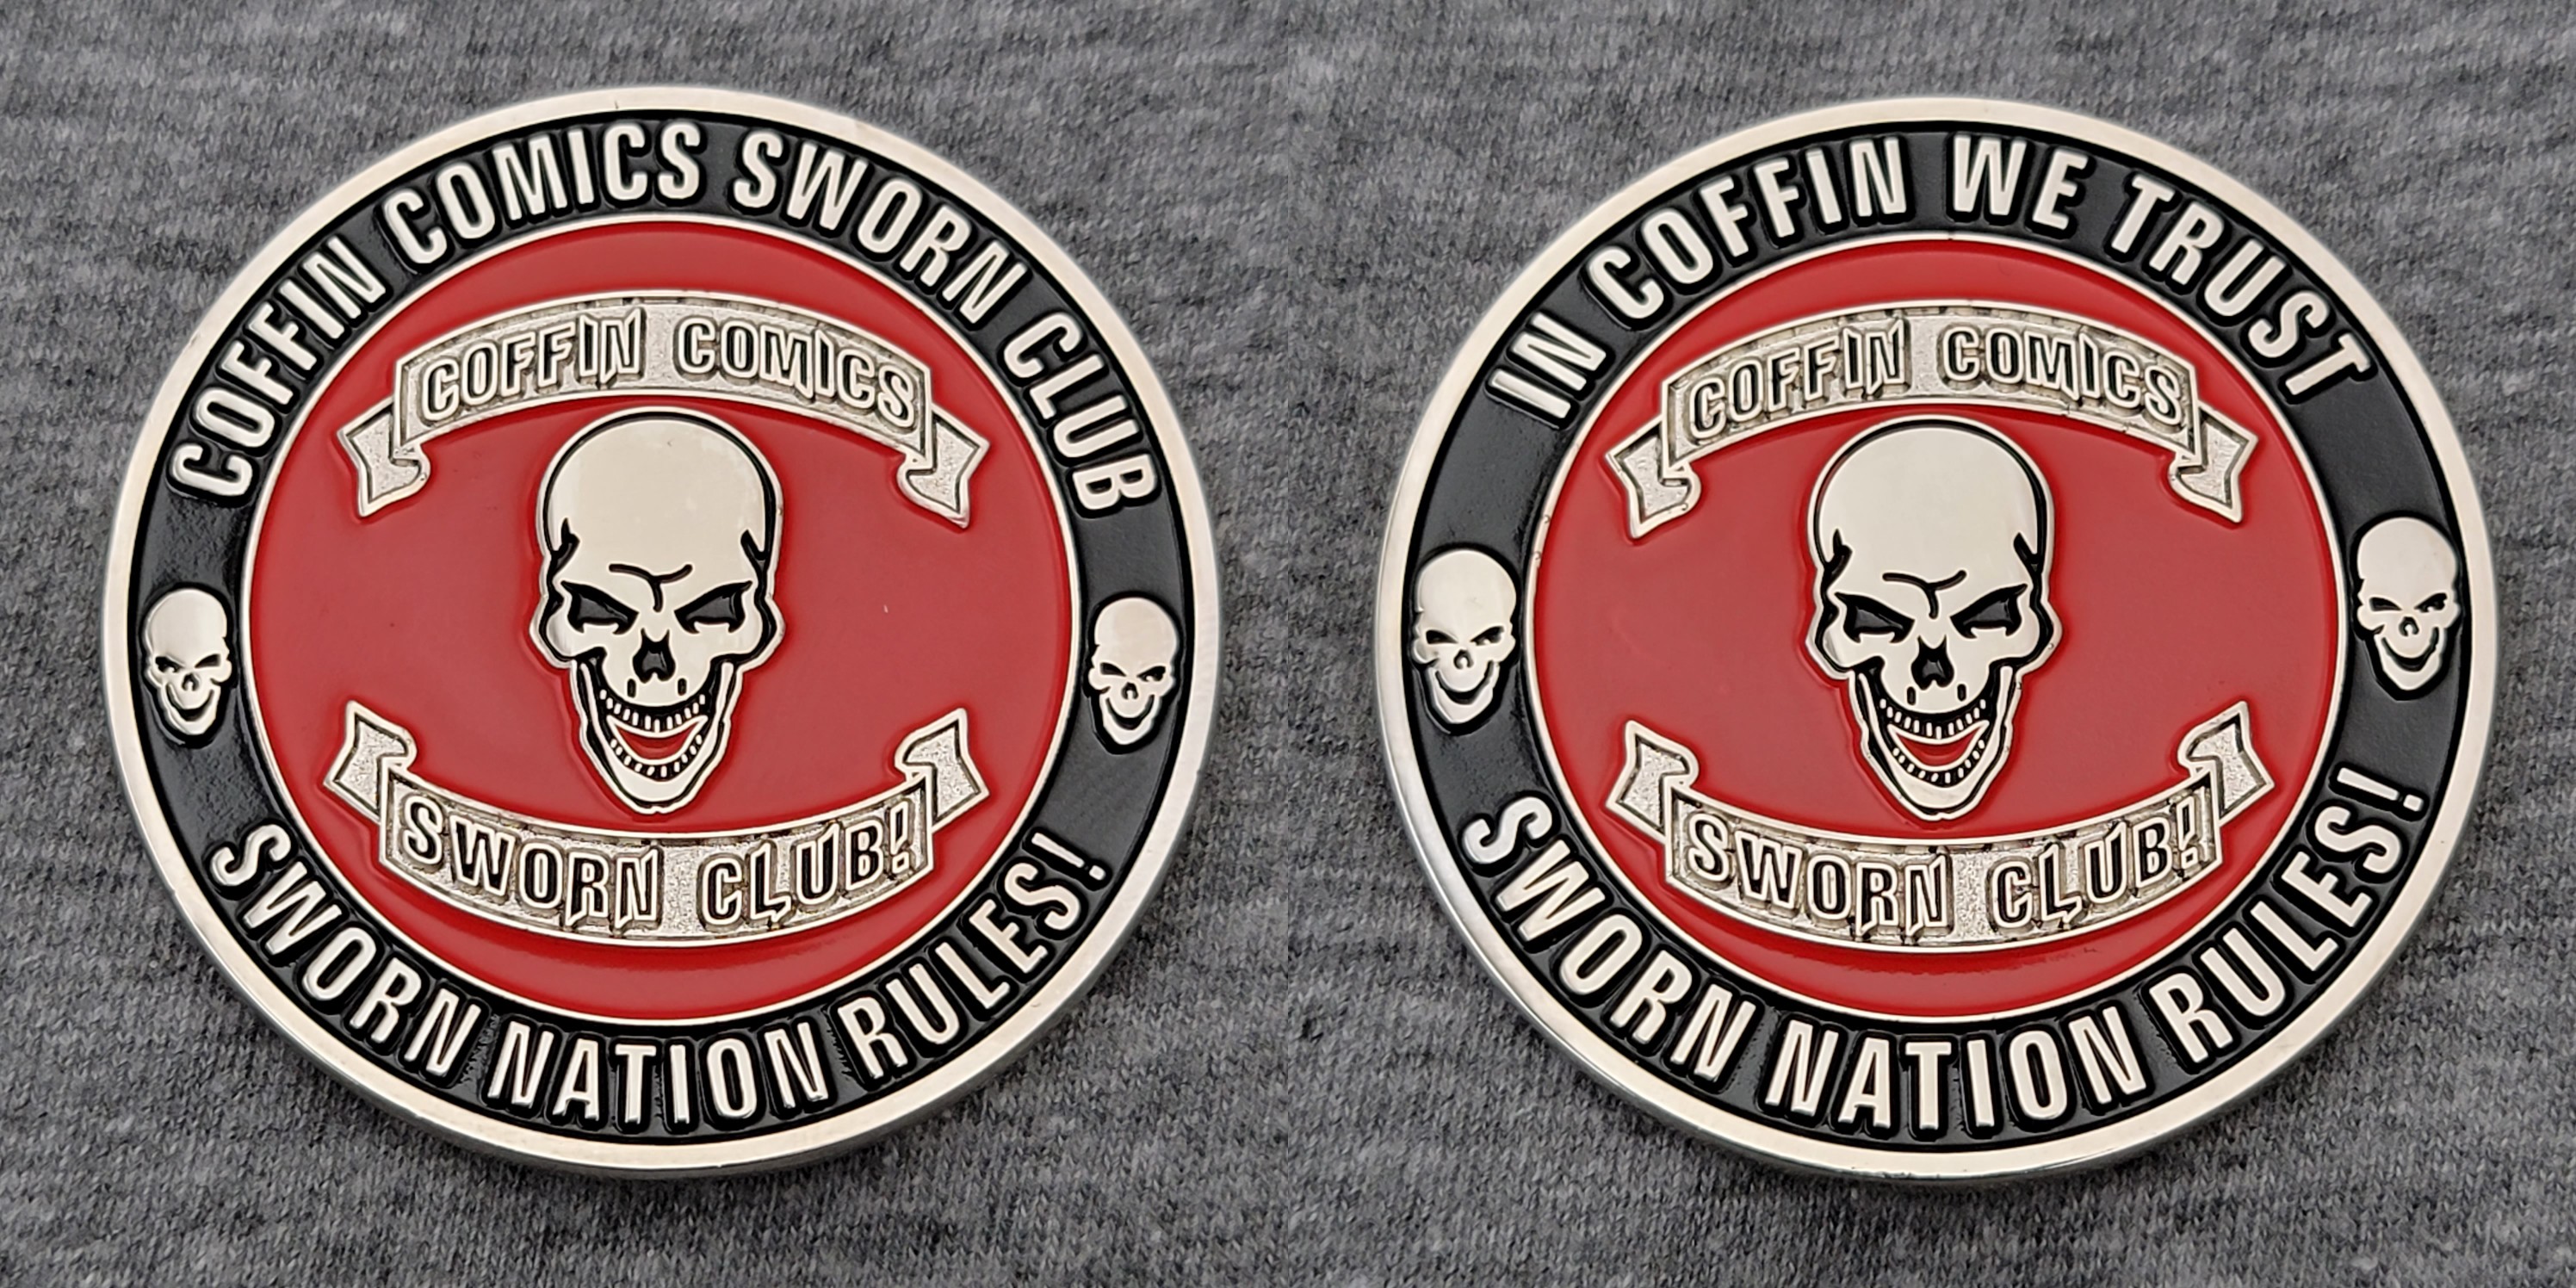 COFFIN COMICS SWORN CLUB
COFFIN COMICS
SWORN CLUB!
SWORN NATION RULES!
IN COFFIN WE TRUST
COFFIN COMICS
SWORN CLUB!
SWORN NATION RULES!